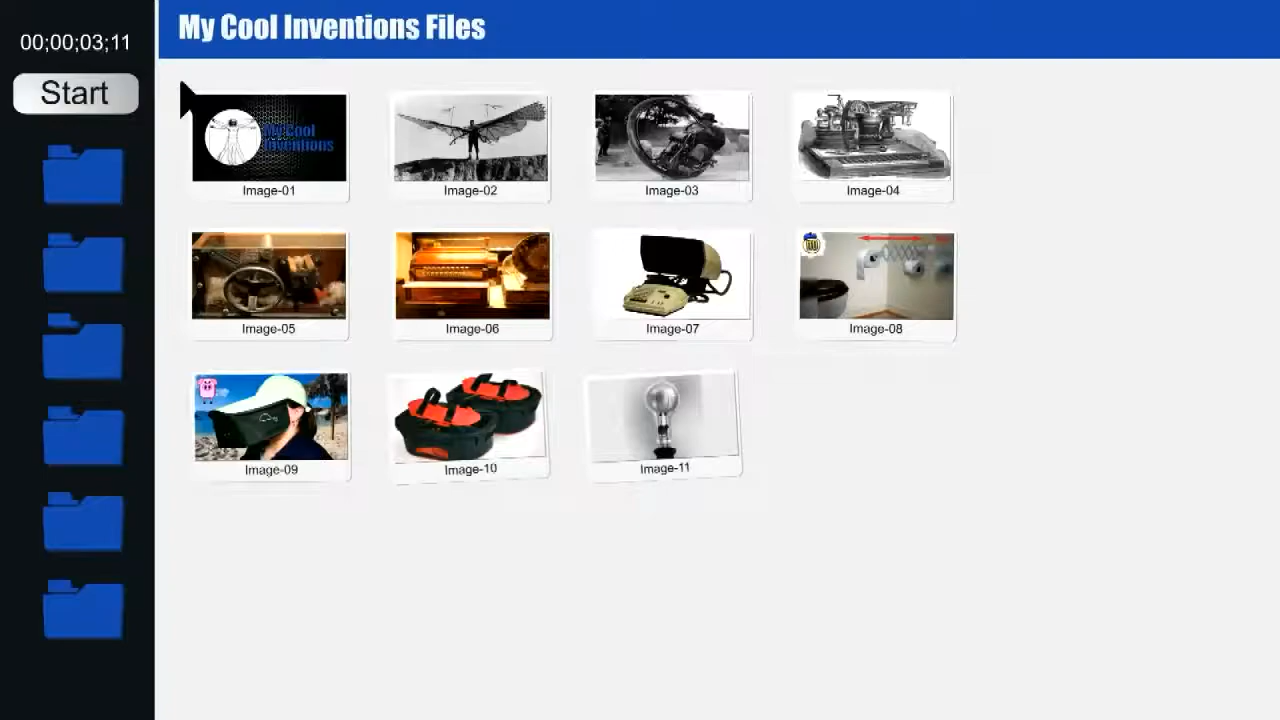 My Cool Inventions Files
00;00;03;11
Start
My Cool
Inventions
Image-01
Image-02
Image-03
Image-04
Image-05
Image-06
Image-07
Image-08
Image-09
Image-10
Image-11